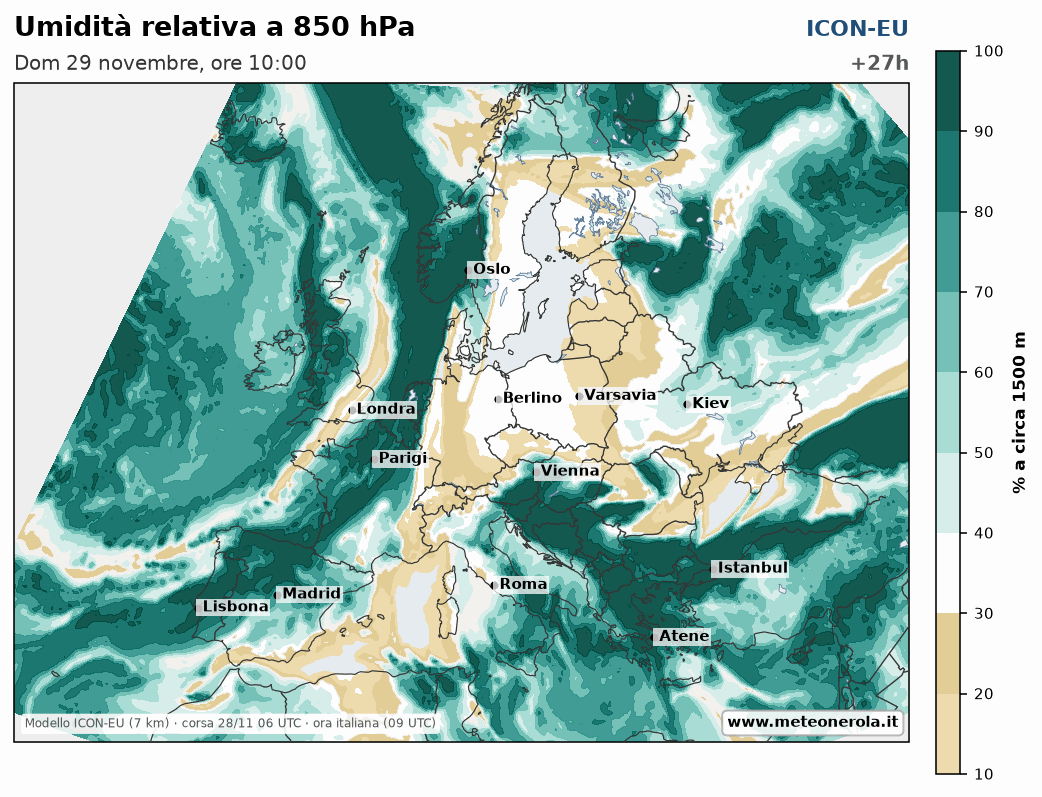 Umidità relativa a 850 hPa
ICON-EU
Dom 29 novembre, ore 10:00
+27h
100
90
80
70
60
50
40
30
20
10
% a circa 1500 m
Oslo
Berlino
Varsavia
Kiev
Londra
Parigi
Vienna
Istanbul
Roma
Madrid
Lisbona
Atene
Modello ICON-EU (7 km) · corsa 28/11 06 UTC · ora italiana (09 UTC)
www.meteonerola.it